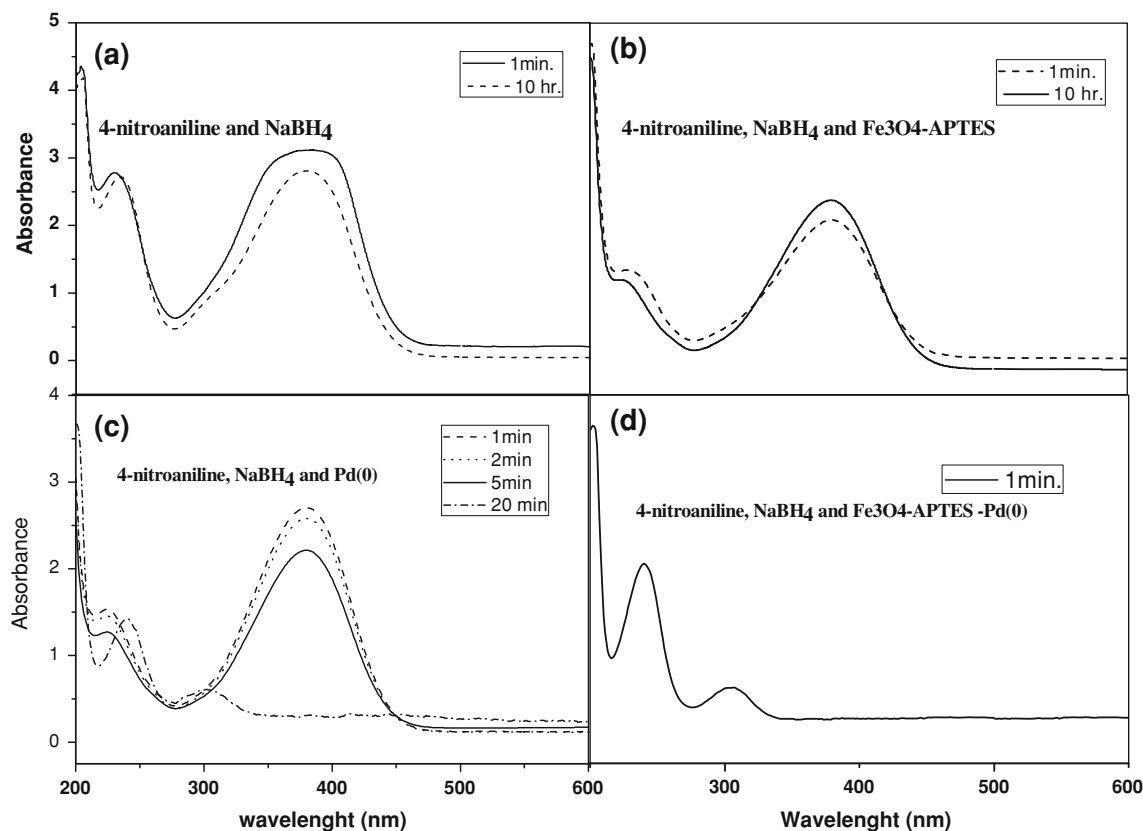 5
4
3
2
1
0
Absorbance
(a)
1min.
10 hr.
4-nitroaniline and NaBH4
(b)
1min.
10 hr.
4-nitroaniline, NaBH4 and Fe3O4-APTES
4
3
2
1
0
Absorbance
(c)
1min
2min
5min
20 min
4-nitroaniline, NaBH4 and Pd(0)
200
300
400
500
600
wavelenght (nm)
(d)
1min.
4-nitroaniline, NaBH4 and Fe3O4-APTES -Pd(0)
300
400
500
600
Wavelenght (nm)